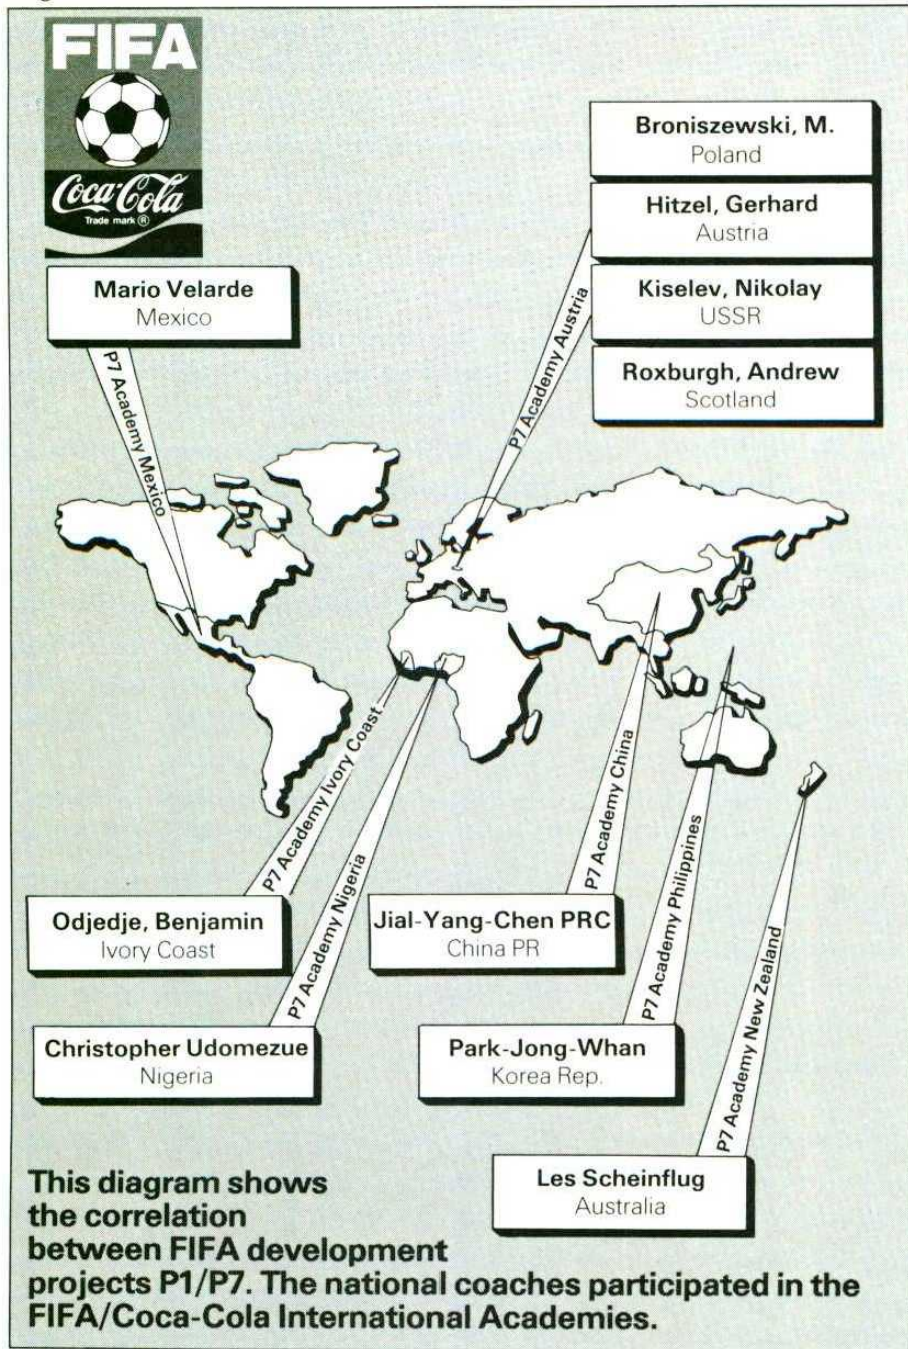 FIFA
Coca-Cola
Trade mark ®
Broniszewski, M.
Poland
Hitzel, Gerhard
Austria
Kiselev, Nikolay
USSR
Roxburgh, Andrew
Scotland
Mario Velarde
Mexico
P7 Academy Mexico
P7 Academy Austria
P7 Academy Ivory Coast
P7 Academy Nigeria
P7 Academy China
P7 Academy Philippines
P7 Academy New Zealand
Odjedje, Benjamin
Ivory Coast
Jial-Yang-Chen PRC
China PR
Christopher Udomezue
Nigeria
Park-Jong-Whan
Korea Rep.
Les Scheinflug
Australia
This diagram shows
the correlation
between FIFA development
projects P1/P7. The national coaches participated in the
FIFA/Coca-Cola International Academies.